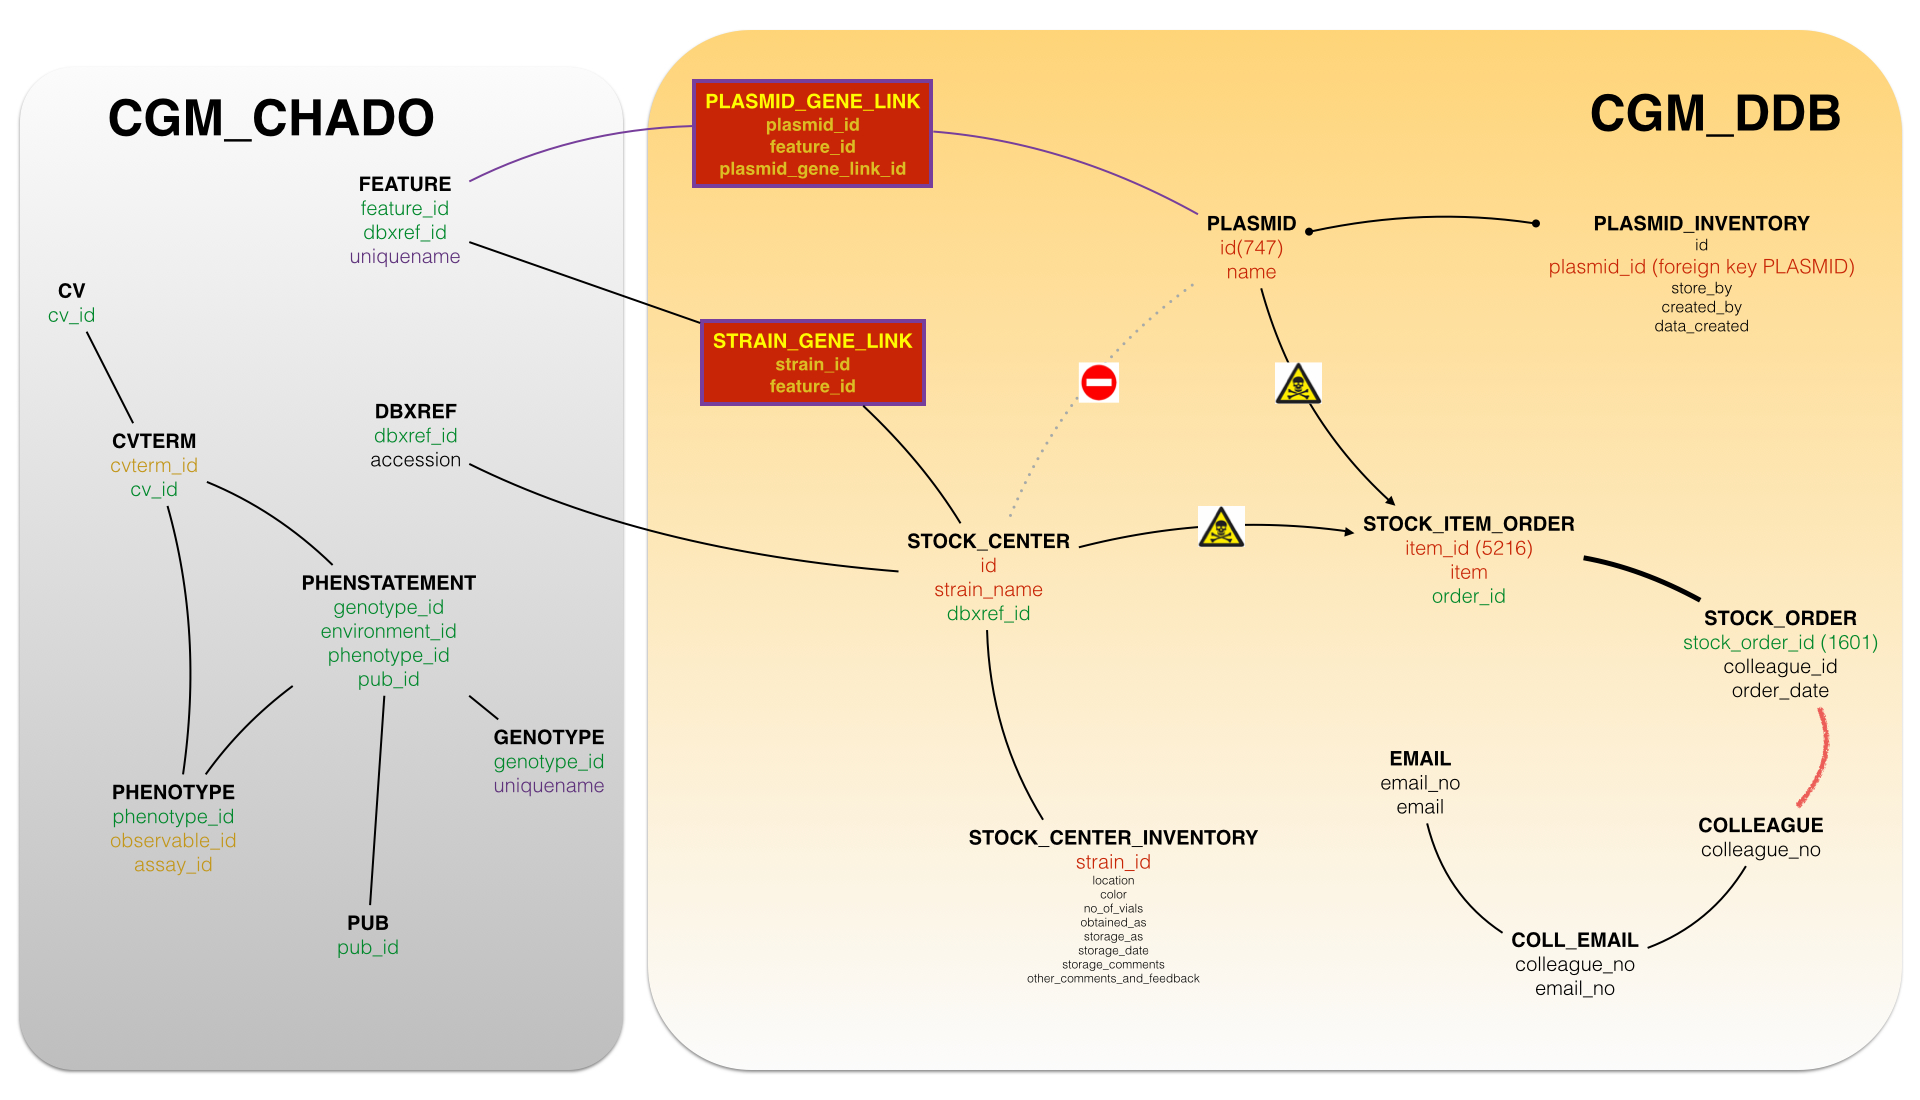 CGM_CHADO
FEATURE
feature_id
dbxref_id
uniquename
CV
cv_id
CVTERM
cvterm_id
cv_id
DBXREF
dbxref_id
accession
PHENSTATEMENT
genotype_id
environment_id
phenotype_id
pub_id
GENOTYPE
genotype_id
uniquename
PHENOTYPE
phenotype_id
observable_id
assay_id
PUB
pub_id
CGM_DDB
PLASMID_GENE_LINK
plasmid_id
feature_id
plasmid_gene_link_id
STRAIN_GENE_LINK
strain_id
feature_id
PLASMID
id(747)
name
PLASMID_INVENTORY
id
plasmid_id (foreign key PLASMID)
store_by
created_by
data_created
STOCK_CENTER
id
strain_name
dbxref_id
STOCK_ITEM_ORDER
item_id (5216)
item
order_id
STOCK_ORDER
stock_order_id (1601)
colleague_id
order_date
STOCK_CENTER_INVENTORY
strain_id
location
color
no_of_vials
obtained_as
storage_as
storage_date
storage_comments
other_comments_and_feedback
EMAIL
email_no
email
COLLEAGUE
colleague_no
COLL_EMAIL
colleague_no
email_no